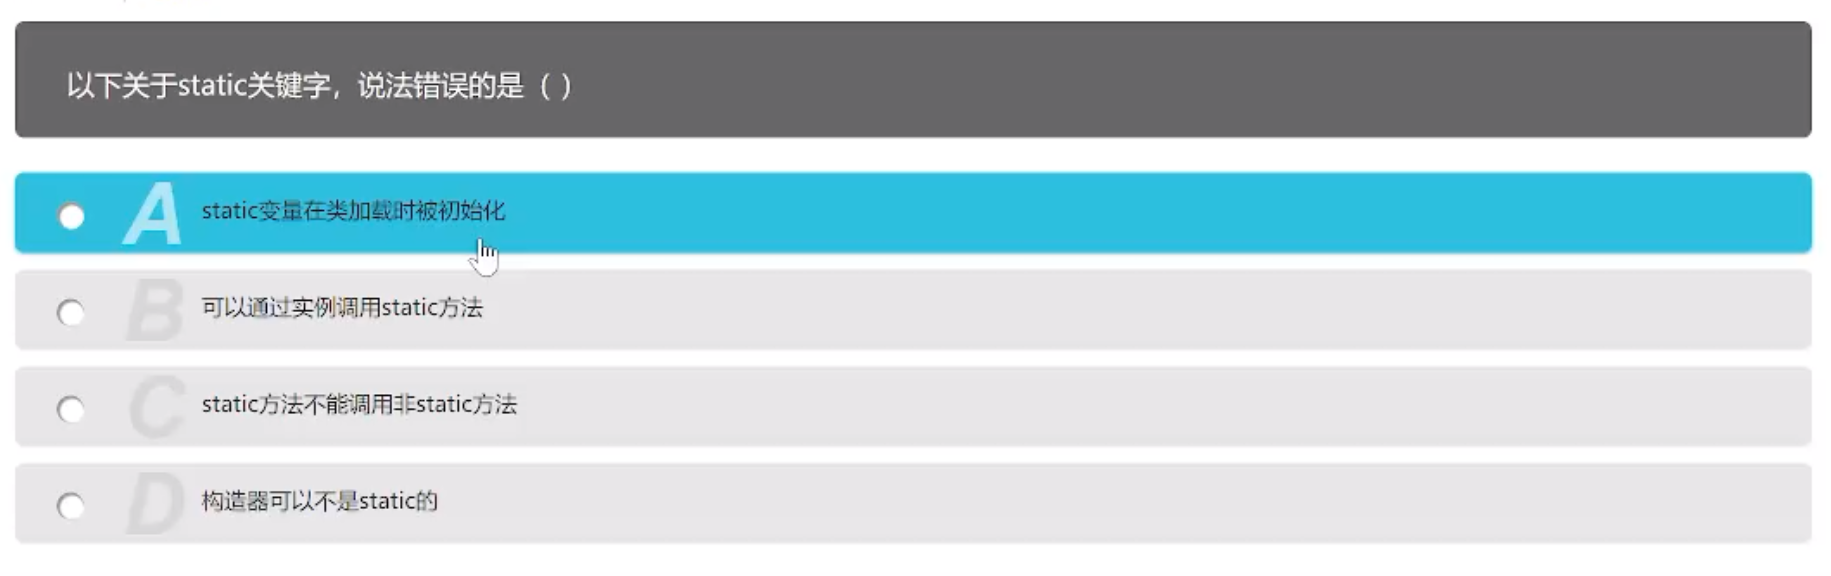 以下关于static关键字，说法错误的是（ ）
A static变量在类加载时被初始化
B 可以通过实例调用static方法
C static方法不能调用非static方法
D 构造器可以不是static的